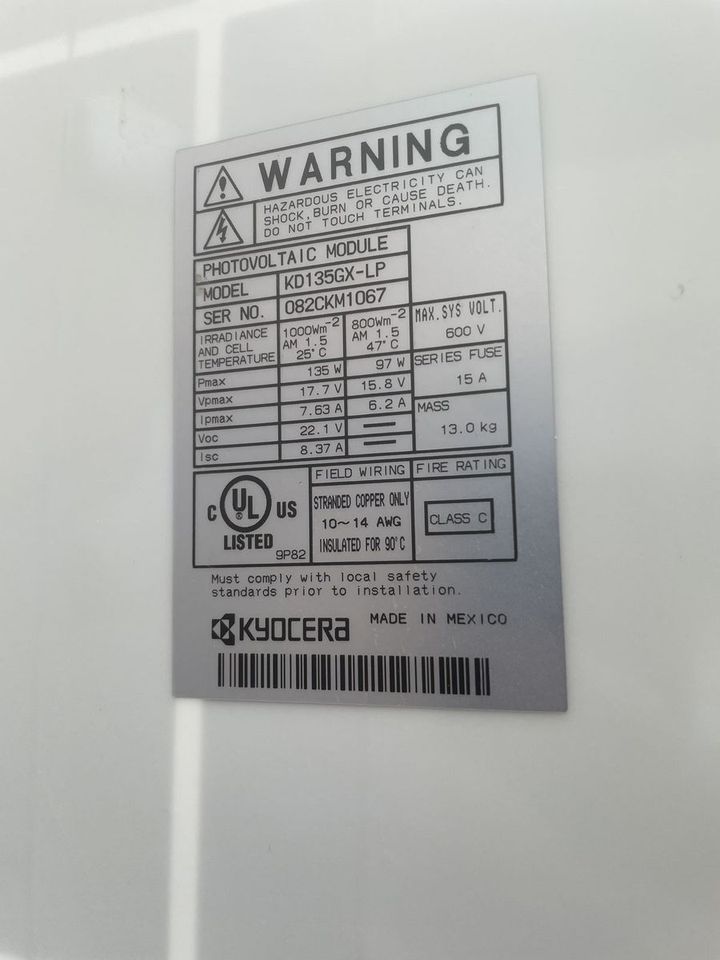 WARNING
HAZARDOUS ELECTRICITY CAN
SHOCK, BURN OR CAUSE DEATH.
DO NOT TOUCH TERMINALS.
PHOTOVOLTAIC MODULE
MODEL KD135GX-LP
SER NO. 082CKM1067
IRRADIANCE AND CELL TEMPERATURE 1000Wm⁻² AM 1.5 25°C 800Wm⁻² AM 1.5 47°C
Pmax 135 W 97 W
Vpmax 17.7 V 15.8 V
Ipmax 7.63 A 6.2 A
Voc 22.1 V —
Isc 8.37 A —
MAX. SYS VOLT.
600 V
SERIES FUSE
15 A
MASS
13.0 kg
C UL ® US
LISTED
9P82
FIELD WIRING
STRANDED COPPER ONLY
10~14 AWG
INSULATED FOR 90°C
FIRE RATING
CLASS C
Must comply with local safety
standards prior to installation.
KYOCERA MADE IN MEXICO